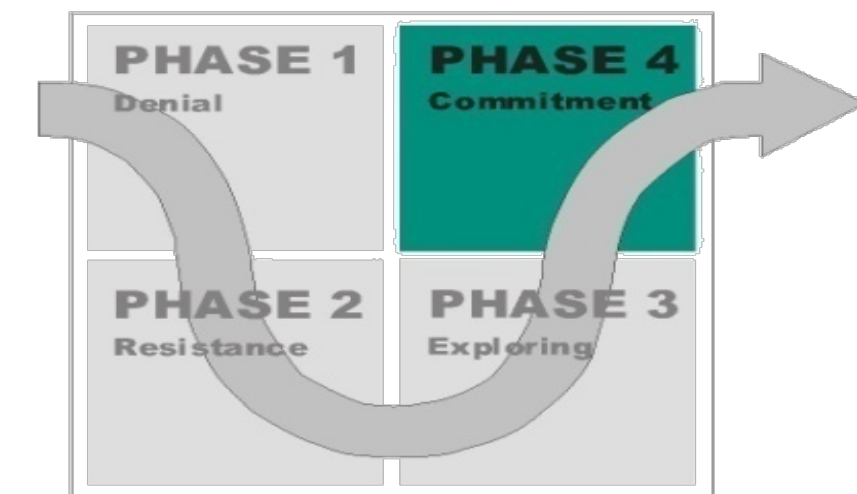 PHASE 1
Denial
PHASE 4
Commitment
PHASE 2
Resistance
PHASE 3
Exploring